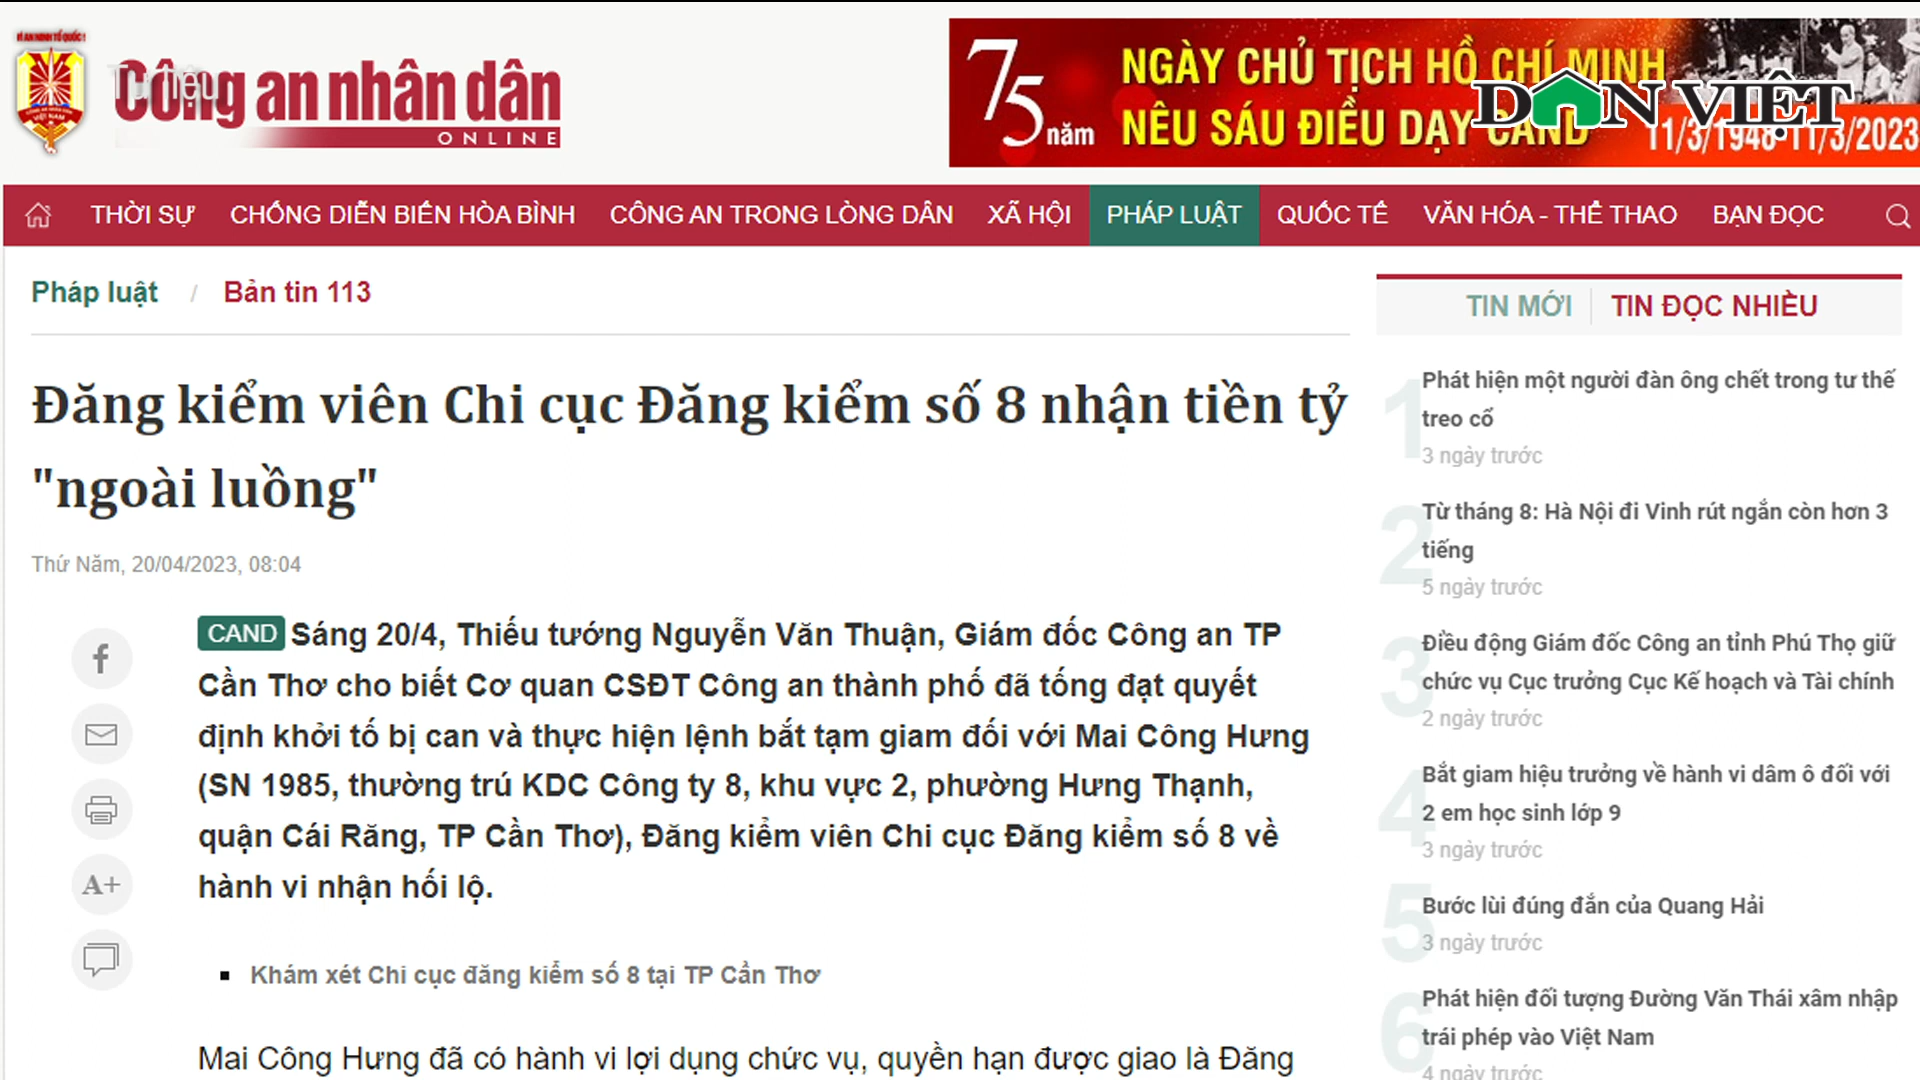 VÌ AN NINH TỔ QUỐC
Tư liệu
Công an nhân dân
ONLINE
75 năm
NGÀY CHỦ TỊCH HỒ CHÍ MINH
NÊU SÁU ĐIỀU DẠY CAND
11/3/1948-11/3/2023
DÂN VIỆT
THỜI SỰ CHỐNG DIỄN BIẾN HÒA BÌNH CÔNG AN TRONG LÒNG DÂN XÃ HỘI PHÁP LUẬT QUỐC TẾ VĂN HÓA - THỂ THAO BẠN ĐỌC
Pháp luật / Bản tin 113
Đăng kiểm viên Chi cục Đăng kiểm số 8 nhận tiền tỷ
"ngoài luồng"
Thứ Năm, 20/04/2023, 08:04
CAND Sáng 20/4, Thiếu tướng Nguyễn Văn Thuận, Giám đốc Công an TP
Cần Thơ cho biết Cơ quan CSĐT Công an thành phố đã tống đạt quyết
định khởi tố bị can và thực hiện lệnh bắt tạm giam đối với Mai Công Hưng
(SN 1985, thường trú KDC Công ty 8, khu vực 2, phường Hưng Thạnh,
quận Cái Răng, TP Cần Thơ), Đăng kiểm viên Chi cục Đăng kiểm số 8 về
hành vi nhận hối lộ.
A+
Khám xét Chi cục đăng kiểm số 8 tại TP Cần Thơ
Mai Công Hưng đã có hành vi lợi dụng chức vụ, quyền hạn được giao là Đăng
TIN MỚI TIN ĐỌC NHIỀU
1
Phát hiện một người đàn ông chết trong tư thế
treo cổ
3 ngày trước
2
Từ tháng 8: Hà Nội đi Vinh rút ngắn còn hơn 3
tiếng
5 ngày trước
3
Điều động Giám đốc Công an tỉnh Phú Thọ giữ
chức vụ Cục trưởng Cục Kế hoạch và Tài chính
2 ngày trước
4
Bắt giam hiệu trưởng về hành vi dâm ô đối với
2 em học sinh lớp 9
3 ngày trước
5
Bước lùi đúng đắn của Quang Hải
3 ngày trước
6
Phát hiện đối tượng Đường Văn Thái xâm nhập
trái phép vào Việt Nam
4 ngày trước